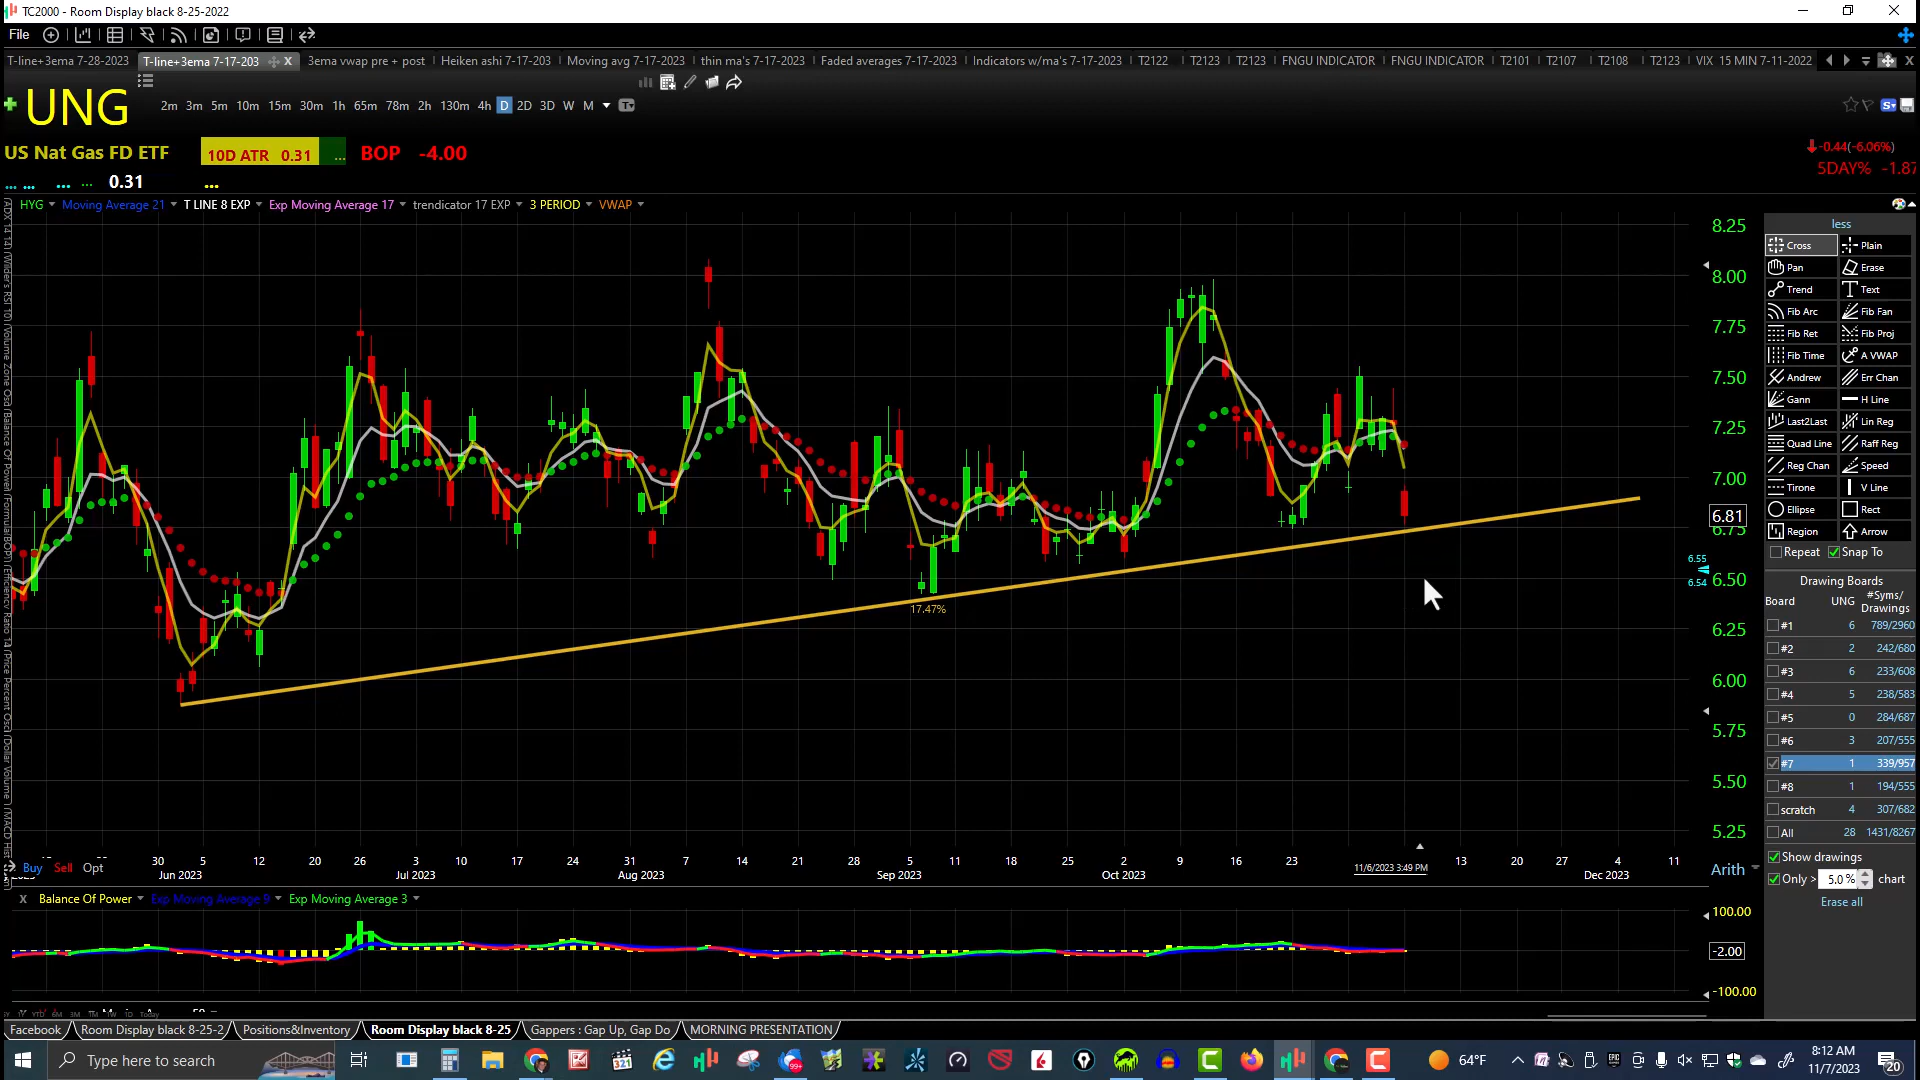 TC2000 - Room Display black 8-25-2022
File
T-line+3ema 7-28-2023 T-line+3ema 7-17-203 X 3ema vwap pre + post Heiken ashi 7-17-203 Moving avg 7-17-2023 thin ma's 7-17-2023 Faded averages 7-17-2023 Indicators w/ma's 7-17-2023 T2122 T2123 T2123 FNGU INDICATOR FNGU INDICATOR T2101 T2107 T2108 T2123 VIX 15 MIN 7-11-2022
UNG
2m 3m 5m 10m 15m 30m 1h 65m 78m 2h 130m 4h D 2D 3D W M
US Nat Gas FD ETF 10D ATR 0.31 ... BOP -4.00
-0.44(-6.06%)
5DAY% -1.87
... ... ... ... 0.31 ...
HYG Moving Average 21 T LINE 8 EXP Exp Moving Average 17 trendicator 17 EXP 3 PERIOD VWAP
8.25
8.00
7.75
7.50
7.25
7.00
6.81
6.75
6.55
6.54
6.50
6.25
6.00
5.75
5.50
5.25
17.47%
less
Cross Plain
Pan Erase
Trend Text
Fib Arc Fib Fan
Fib Ret Fib Proj
Fib Time A VWAP
Andrew Err Chan
Gann H Line
Last2Last Lin Reg
Quad Line Raff Reg
Reg Chan Speed
Tirone V Line
Ellipse Rect
Region Arrow
Repeat Snap To
Drawing Boards
Board UNG #Syms/ Drawings
#1 6 789/2960
#2 2 242/680
#3 6 233/608
#4 5 238/583
#5 0 284/687
#6 3 207/555
#7 1 339/957
#8 1 194/555
scratch 4 307/682
All 28 1431/8267
Show drawings
Only > 5.0 % chart
Erase all
30 5 12 20 26 3 10 17 24 31 7 14 21 28 5 11 18 25 2 9 16 23 11/6/2023 3:49 PM 13 20 27 4 11
Buy Sell Opt Jun 2023 Jul 2023 Aug 2023 Sep 2023 Oct 2023 Dec 2023 Arith
X Balance Of Power Exp Moving Average 9 Exp Moving Average 3
100.00
-2.00
-100.00
Facebook Room Display black 8-25-2 Positions&Inventory Room Display black 8-25 Gappers : Gap Up, Gap Do MORNING PRESENTATION
Type here to search
64°F
8:12 AM
11/7/2023
20